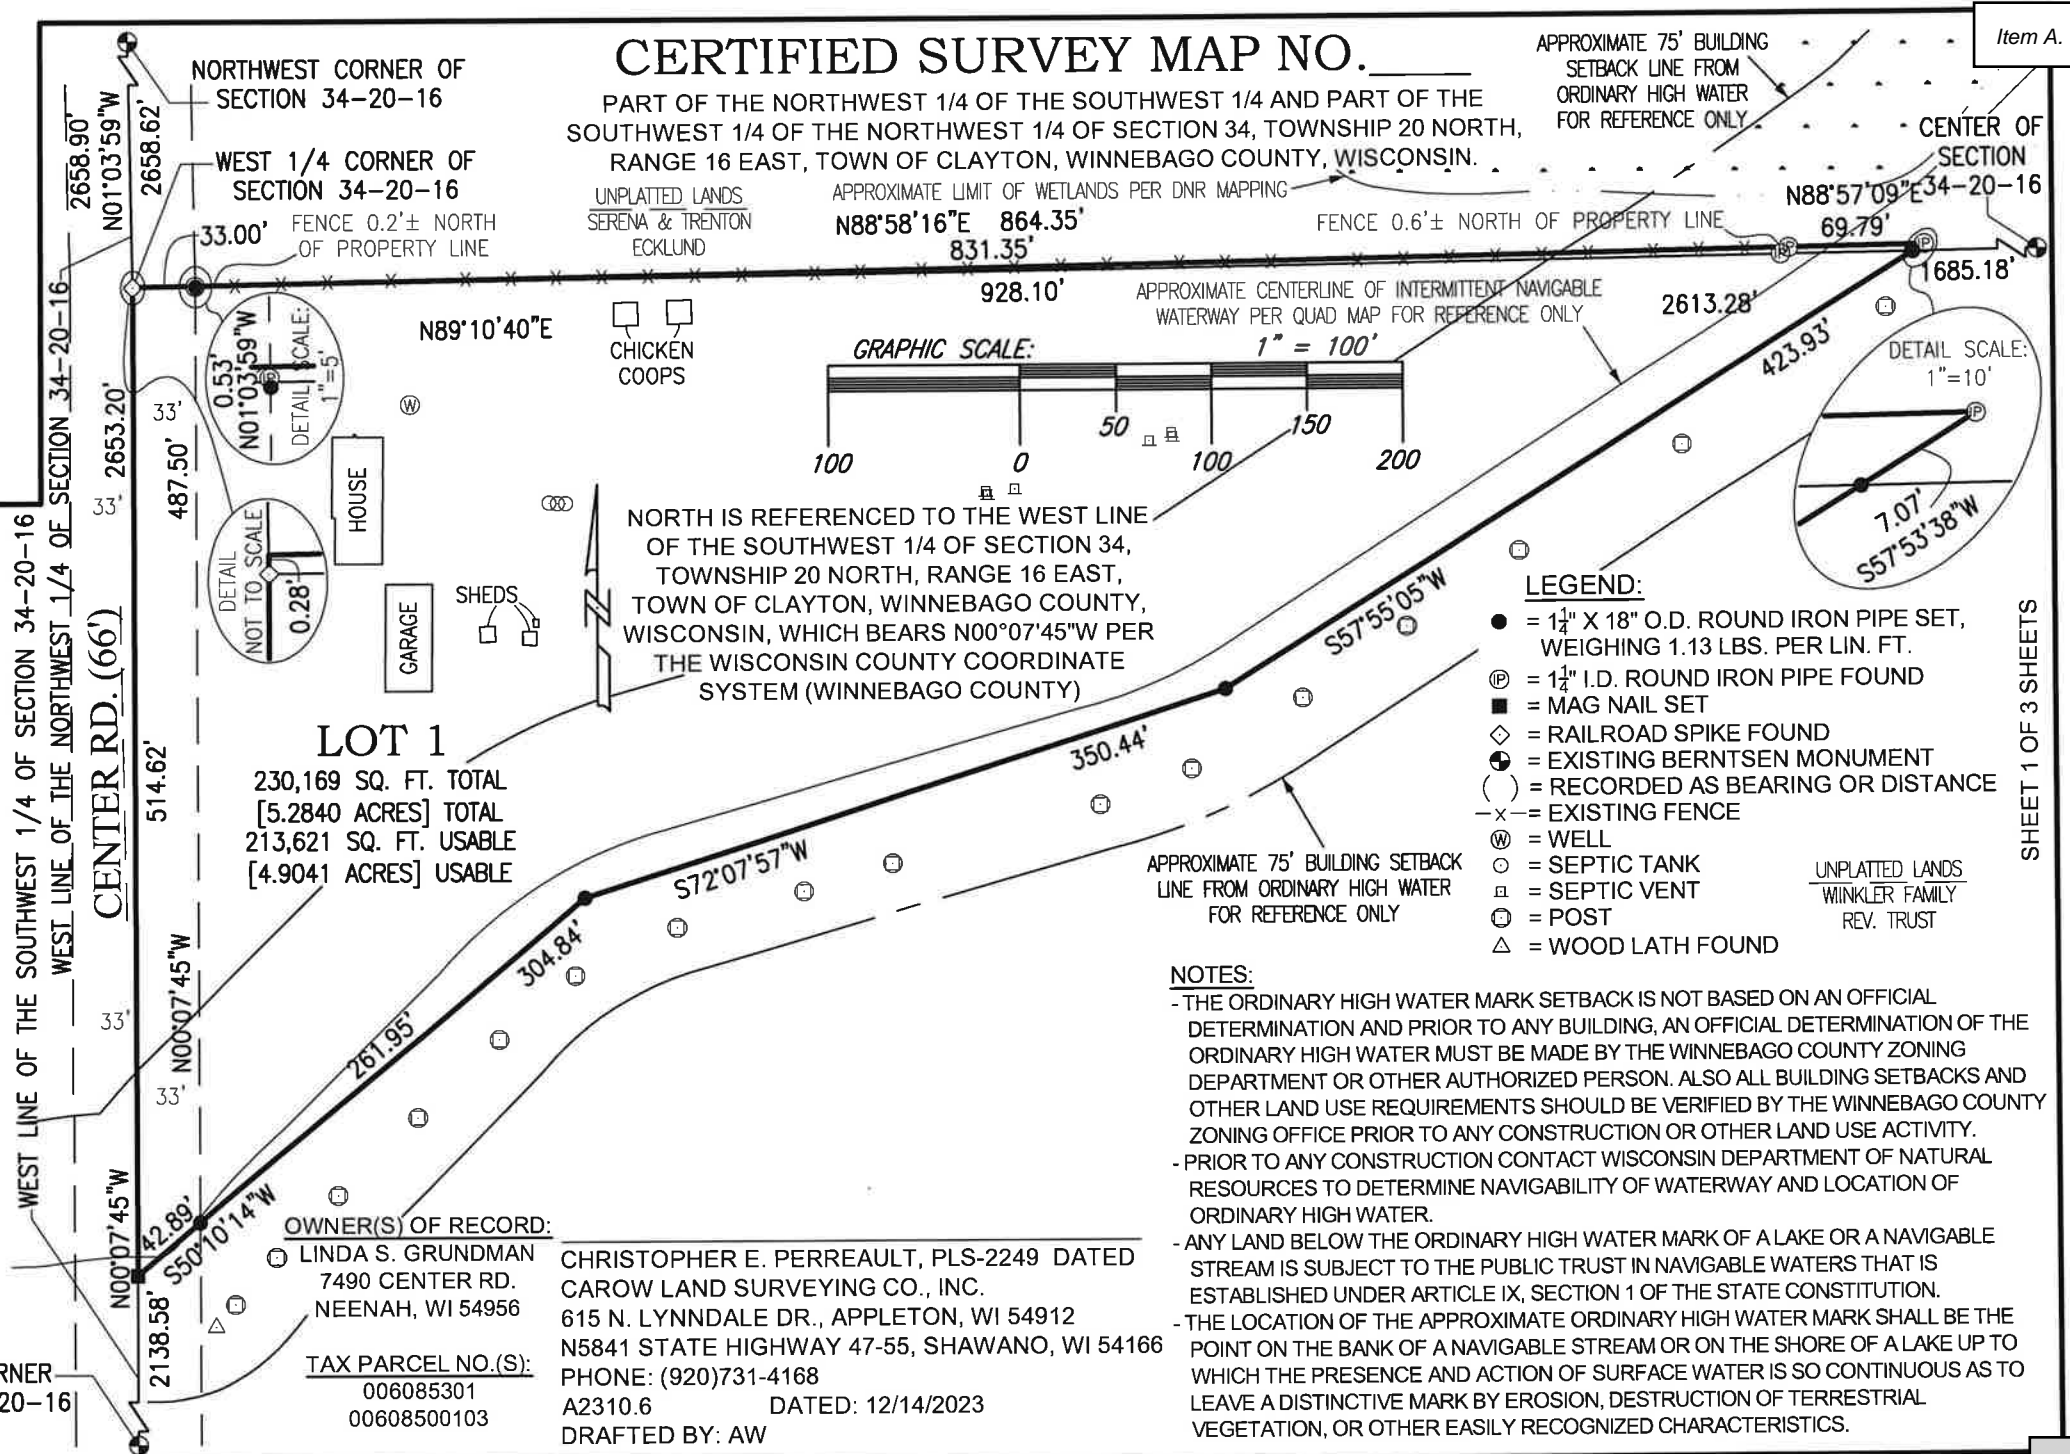 Item A.
CERTIFIED SURVEY MAP NO.
PART OF THE NORTHWEST 1/4 OF THE SOUTHWEST 1/4 AND PART OF THE
SOUTHWEST 1/4 OF THE NORTHWEST 1/4 OF SECTION 34, TOWNSHIP 20 NORTH,
RANGE 16 EAST, TOWN OF CLAYTON, WINNEBAGO COUNTY, WISCONSIN.
NORTHWEST CORNER OF
SECTION 34-20-16
WEST 1/4 CORNER OF
SECTION 34-20-16
2658.90'
N01°03'59"W
2658.62'
33.00'
FENCE 0.2'± NORTH
OF PROPERTY LINE
UNPLATTED LANDS
SERENA & TRENTON
ECKLUND
APPROXIMATE LIMIT OF WETLANDS PER DNR MAPPING
N88°58'16"E 864.35'
831.35'
928.10'
FENCE 0.6'± NORTH OF PROPERTY LINE
APPROXIMATE 75' BUILDING
SETBACK LINE FROM
ORDINARY HIGH WATER
FOR REFERENCE ONLY
CENTER OF
SECTION
34-20-16
N88°57'09"E
69.79'
1685.18'
2613.28'
APPROXIMATE CENTERLINE OF INTERMITTENT NAVIGABLE
WATERWAY PER QUAD MAP FOR REFERENCE ONLY
N89°10'40"E
CHICKEN
COOPS
GRAPHIC SCALE: 1" = 100'
50 150
100 0 100 200
0.53'
N01°03'59"W
DETAIL SCALE:
1"=5'
IP
W
HOUSE
GARAGE
SHEDS
DETAIL
NOT TO SCALE
0.28'
2653.20'
33'
487.50'
33'
CENTER RD. (66')
514.62'
WEST LINE OF THE SOUTHWEST 1/4 OF SECTION 34-20-16
WEST LINE OF THE NORTHWEST 1/4 OF SECTION 34-20-16
NORTH IS REFERENCED TO THE WEST LINE
OF THE SOUTHWEST 1/4 OF SECTION 34,
TOWNSHIP 20 NORTH, RANGE 16 EAST,
TOWN OF CLAYTON, WINNEBAGO COUNTY,
WISCONSIN, WHICH BEARS N00°07'45"W PER
THE WISCONSIN COUNTY COORDINATE
SYSTEM (WINNEBAGO COUNTY)
N
423.93'
S57°55'05"W
DETAIL SCALE:
1"=10'
IP
7.07'
S57°53'38"W
LOT 1
230,169 SQ. FT. TOTAL
[5.2840 ACRES] TOTAL
213,621 SQ. FT. USABLE
[4.9041 ACRES] USABLE
350.44'
S72°07'57"W
304.84'
261.95'
N00°07'45"W
33'
33'
N00°07'45"W
42.89'
S50°10'14"W
2138.58'
RNER
20-16
APPROXIMATE 75' BUILDING SETBACK
LINE FROM ORDINARY HIGH WATER
FOR REFERENCE ONLY
LEGEND:
= 1 1/4" X 18" O.D. ROUND IRON PIPE SET,
WEIGHING 1.13 LBS. PER LIN. FT.
IP = 1 1/4" I.D. ROUND IRON PIPE FOUND
= MAG NAIL SET
= RAILROAD SPIKE FOUND
= EXISTING BERNTSEN MONUMENT
( ) = RECORDED AS BEARING OR DISTANCE
-x- = EXISTING FENCE
W = WELL
= SEPTIC TANK
= SEPTIC VENT
= POST
= WOOD LATH FOUND
UNPLATTED LANDS
WINKLER FAMILY
REV. TRUST
SHEET 1 OF 3 SHEETS
NOTES:
- THE ORDINARY HIGH WATER MARK SETBACK IS NOT BASED ON AN OFFICIAL
DETERMINATION AND PRIOR TO ANY BUILDING, AN OFFICIAL DETERMINATION OF THE
ORDINARY HIGH WATER MUST BE MADE BY THE WINNEBAGO COUNTY ZONING
DEPARTMENT OR OTHER AUTHORIZED PERSON. ALSO ALL BUILDING SETBACKS AND
OTHER LAND USE REQUIREMENTS SHOULD BE VERIFIED BY THE WINNEBAGO COUNTY
ZONING OFFICE PRIOR TO ANY CONSTRUCTION OR OTHER LAND USE ACTIVITY.
- PRIOR TO ANY CONSTRUCTION CONTACT WISCONSIN DEPARTMENT OF NATURAL
RESOURCES TO DETERMINE NAVIGABILITY OF WATERWAY AND LOCATION OF
ORDINARY HIGH WATER.
- ANY LAND BELOW THE ORDINARY HIGH WATER MARK OF A LAKE OR A NAVIGABLE
STREAM IS SUBJECT TO THE PUBLIC TRUST IN NAVIGABLE WATERS THAT IS
ESTABLISHED UNDER ARTICLE IX, SECTION 1 OF THE STATE CONSTITUTION.
- THE LOCATION OF THE APPROXIMATE ORDINARY HIGH WATER MARK SHALL BE THE
POINT ON THE BANK OF A NAVIGABLE STREAM OR ON THE SHORE OF A LAKE UP TO
WHICH THE PRESENCE AND ACTION OF SURFACE WATER IS SO CONTINUOUS AS TO
LEAVE A DISTINCTIVE MARK BY EROSION, DESTRUCTION OF TERRESTRIAL
VEGETATION, OR OTHER EASILY RECOGNIZED CHARACTERISTICS.
OWNER(S) OF RECORD:
LINDA S. GRUNDMAN
7490 CENTER RD.
NEENAH, WI 54956
TAX PARCEL NO.(S):
006085301
00608500103
CHRISTOPHER E. PERREAULT, PLS-2249 DATED
CAROW LAND SURVEYING CO., INC.
615 N. LYNNDALE DR., APPLETON, WI 54912
N5841 STATE HIGHWAY 47-55, SHAWANO, WI 54166
PHONE: (920)731-4168
A2310.6 DATED: 12/14/2023
DRAFTED BY: AW